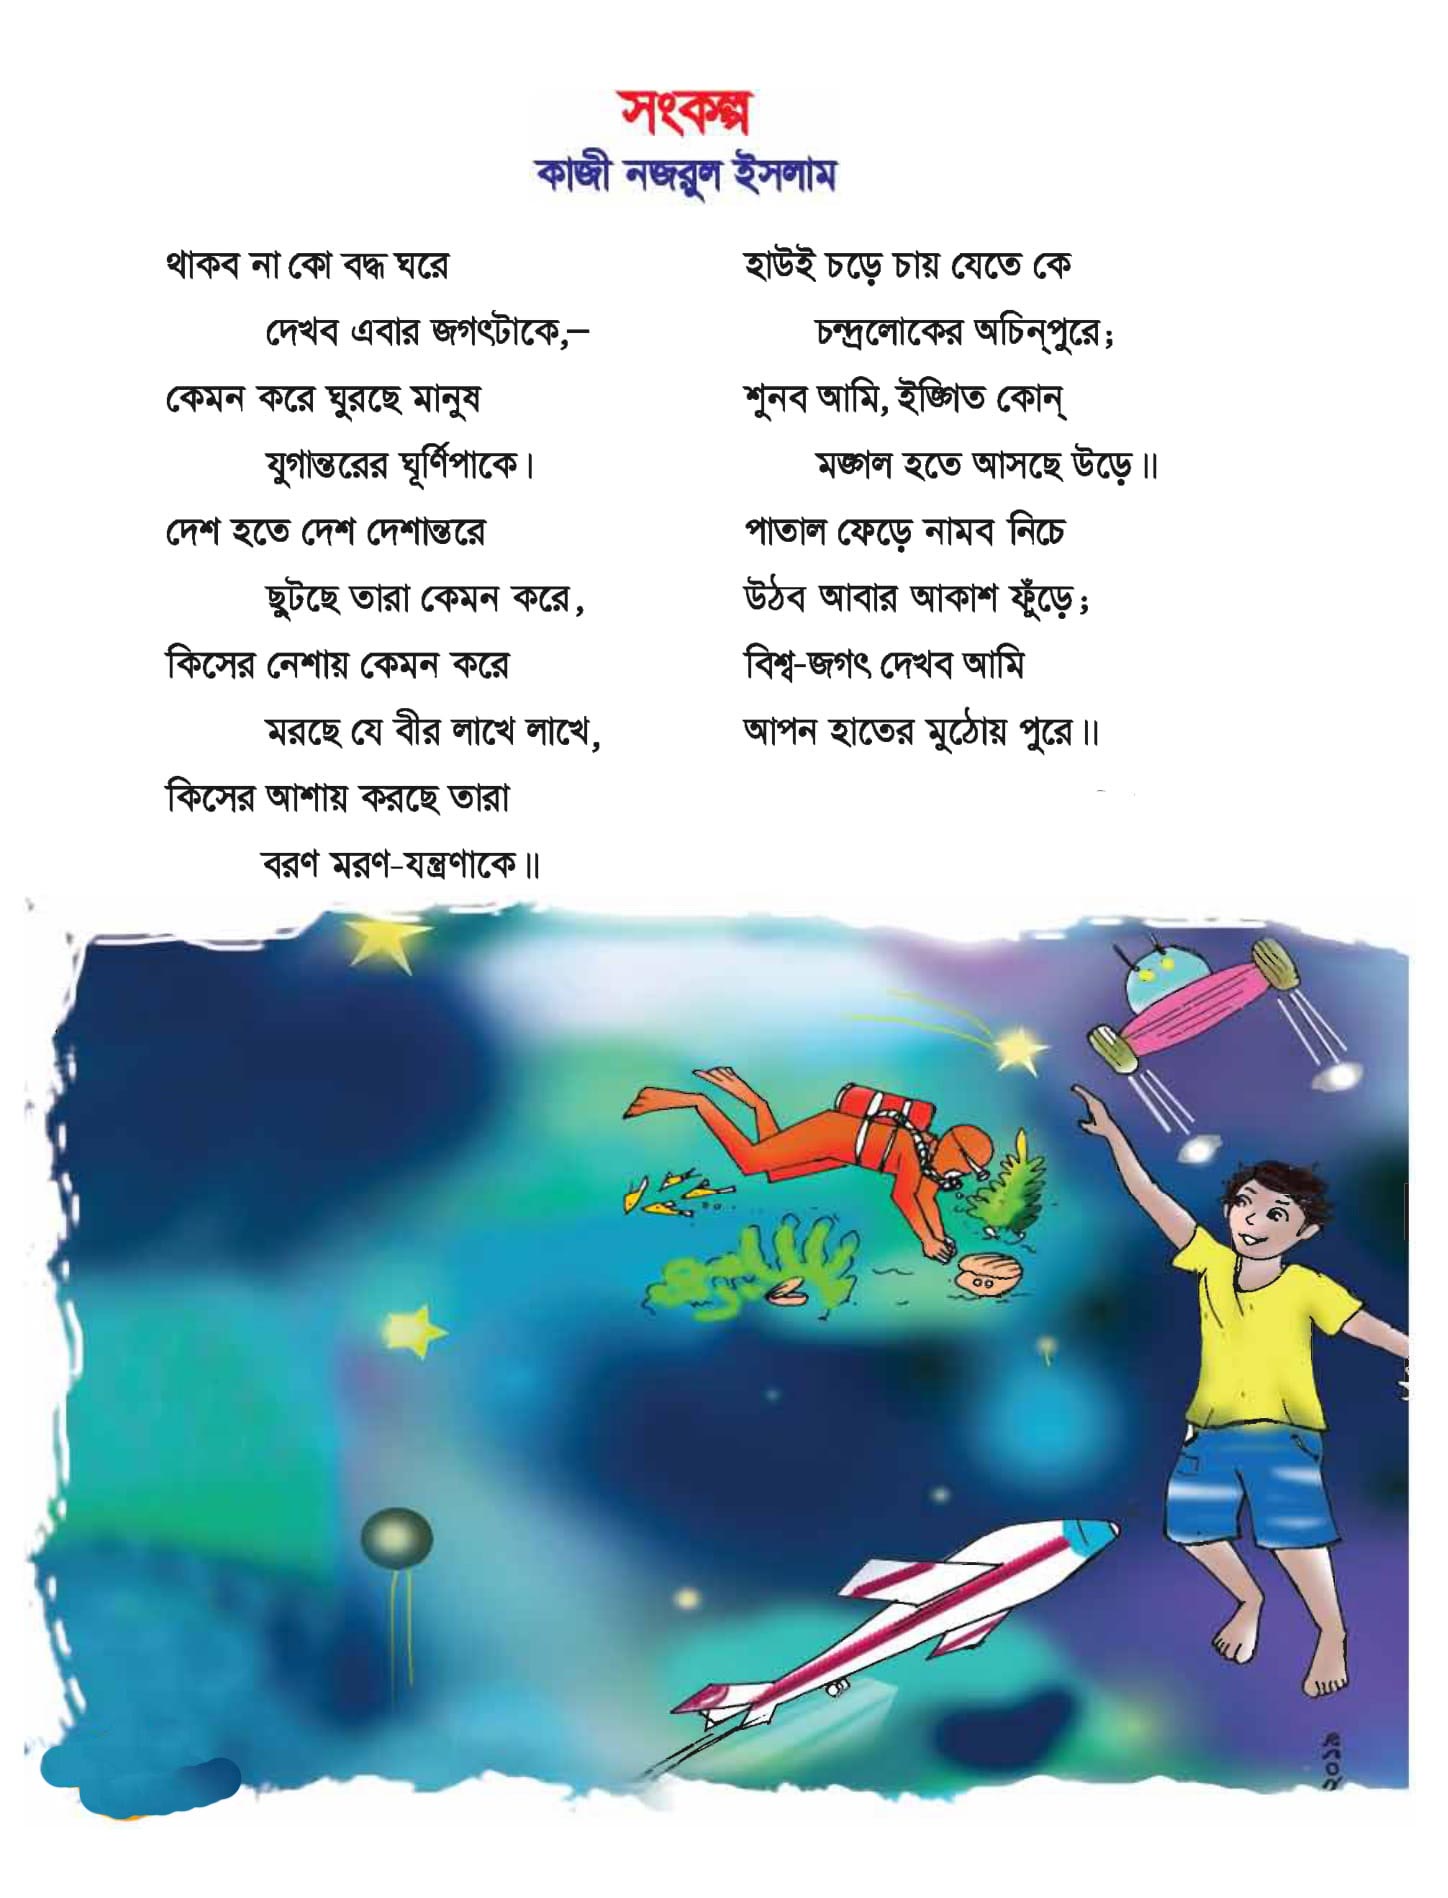 সংকল্প
কাজী নজরুল ইসলাম
থাকব না কো বদ্ধ ঘরে
দেখব এবার জগৎটাকে,–
কেমন করে ঘুরছে মানুষ
যুগান্তরের ঘূর্ণিপাকে।
দেশ হতে দেশ দেশান্তরে
ছুটছে তারা কেমন করে,
কিসের নেশায় কেমন করে
মরছে যে বীর লাখে লাখে,
কিসের আশায় করছে তারা
বরণ মরণ-যন্ত্রণাকে॥
হাউই চড়ে চায় যেতে কে
চন্দ্রলোকের অচিন্‌পুরে;
শুনব আমি, ইঙ্গিত কোন্‌
মঙ্গল হতে আসছে উড়ে॥
পাতাল ফেড়ে নামব নিচে
উঠব আবার আকাশ ফুঁড়ে;
বিশ্ব-জগৎ দেখব আমি
আপন হাতের মুঠোয় পুরে॥
২০১৯